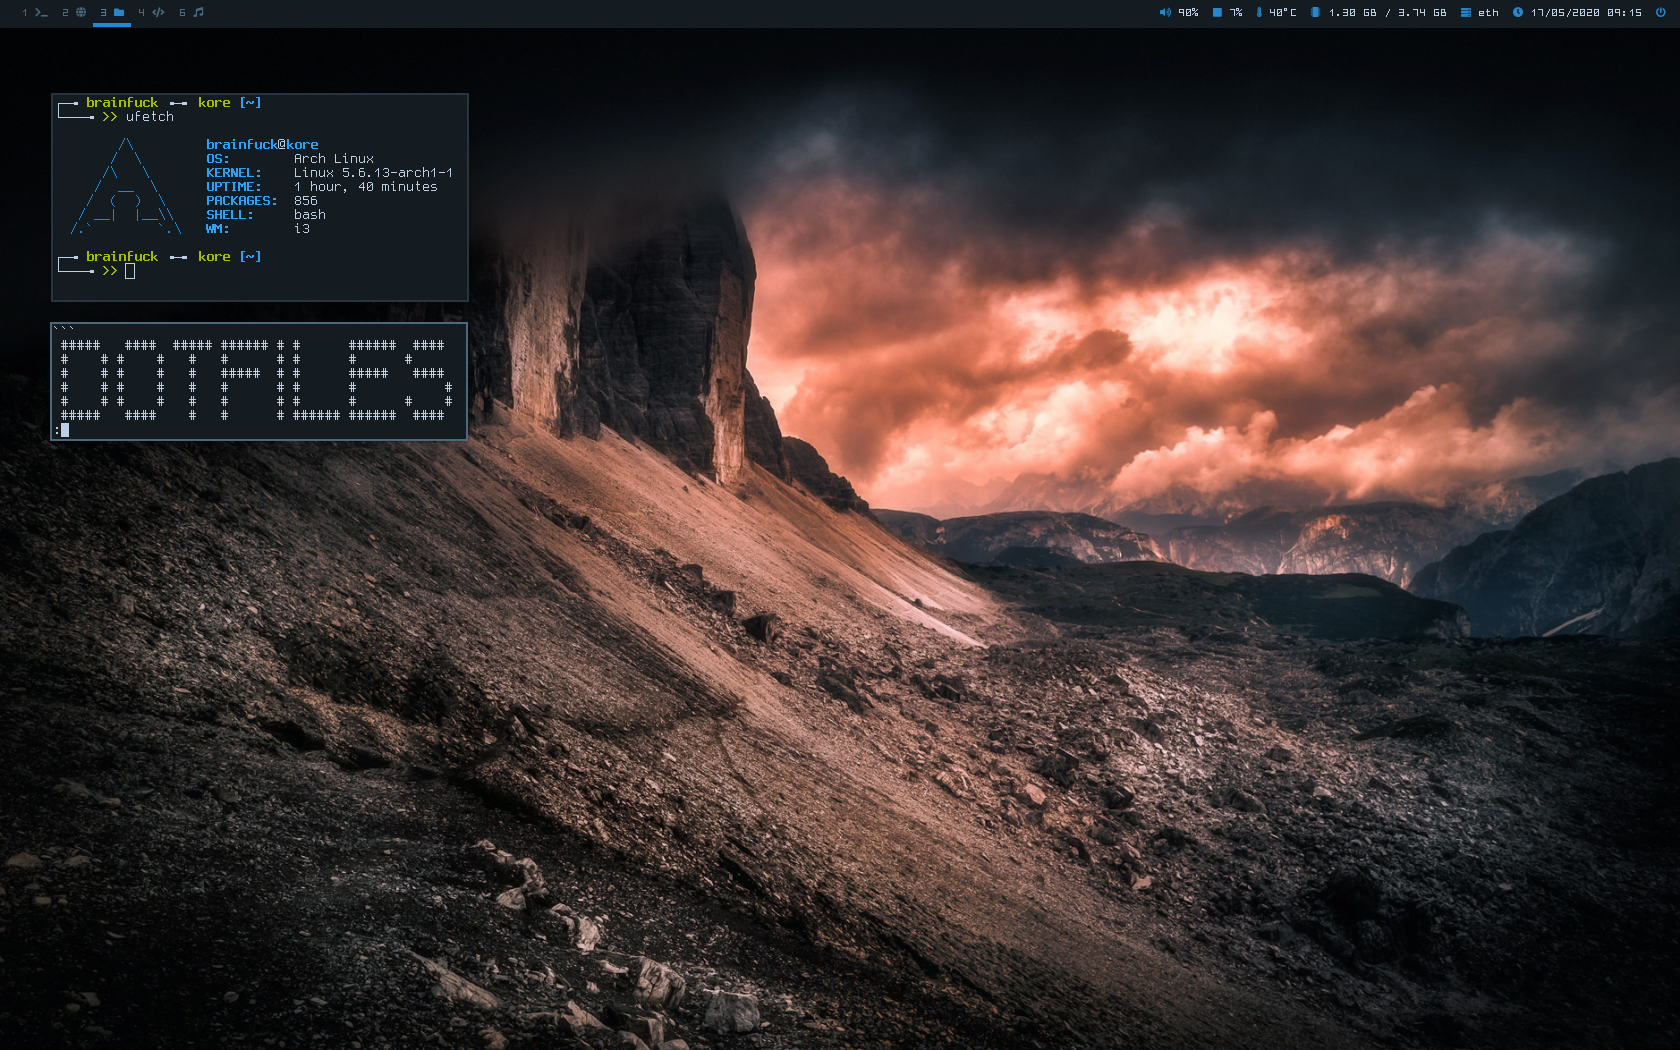 1 2 3 4 6 90% 7% 40°C 1.30 GB / 3.74 GB eth 17/05/2020 09:15
brainfuck kore [~]
>> ufetch
brainfuck@kore
OS: Arch Linux
KERNEL: Linux 5.6.13-arch1-1
UPTIME: 1 hour, 40 minutes
PACKAGES: 856
SHELL: bash
WM: i3
brainfuck kore [~]
>>
```
DOTFILES
: